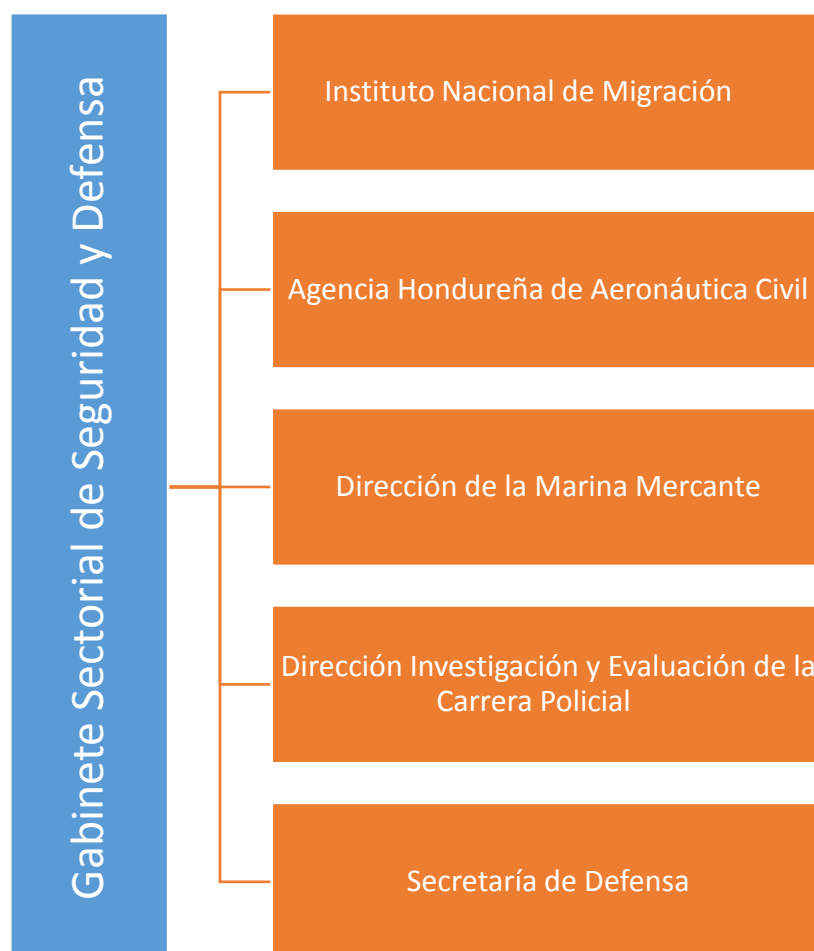 Gabinete Sectorial de Seguridad y Defensa
Instituto Nacional de Migración
Agencia Hondureña de Aeronáutica Civil
Dirección de la Marina Mercante
Dirección Investigación y Evaluación de la
Carrera Policial
Secretaría de Defensa